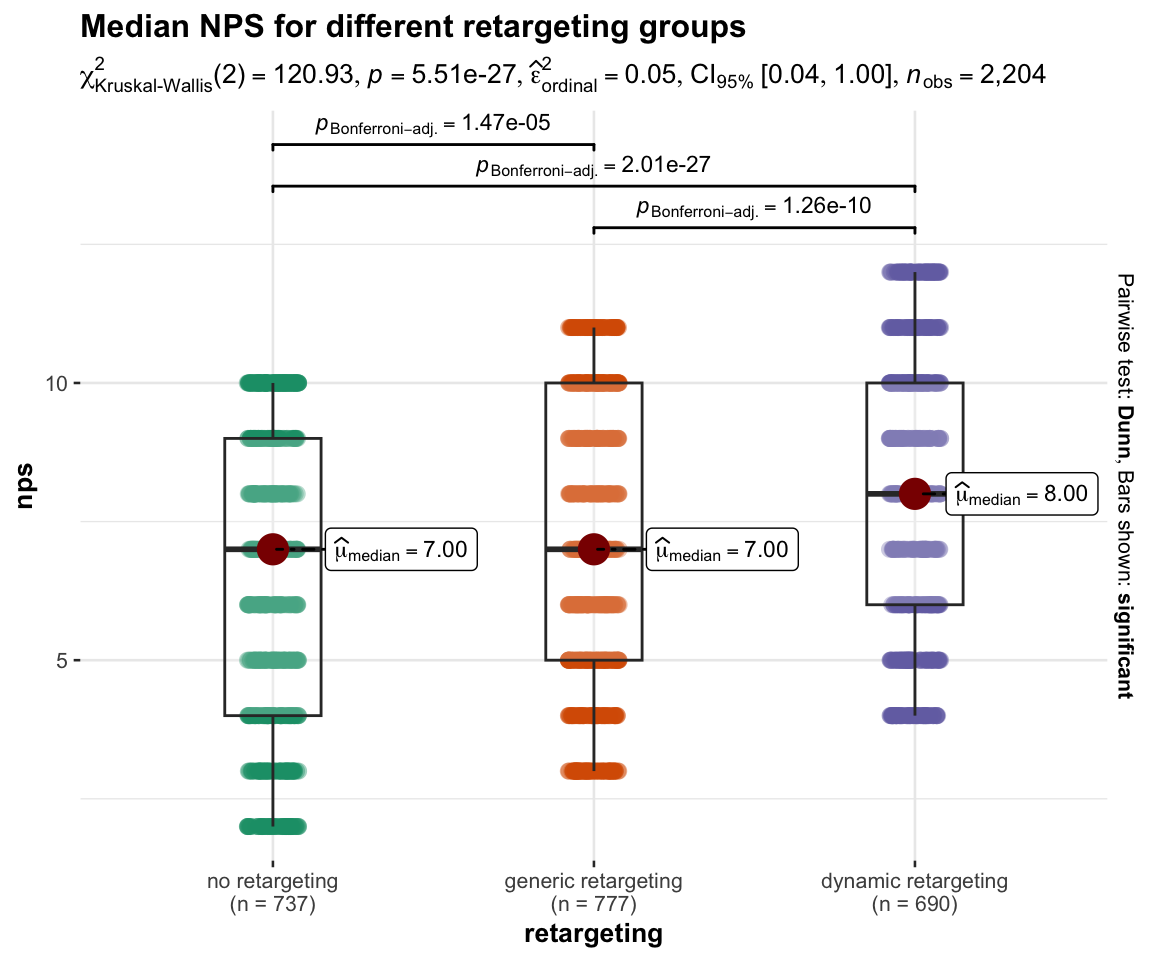 Median NPS for different retargeting groups
χ²Kruskal-Wallis(2) = 120.93, p = 5.51e-27, ε̂²ordinal = 0.05, CI95% [0.04, 1.00], nobs = 2,204
pBonferroni−adj. = 1.47e-05
pBonferroni−adj. = 2.01e-27
pBonferroni−adj. = 1.26e-10
10
5
nps
μ̂median = 7.00
μ̂median = 7.00
μ̂median = 8.00
Pairwise test: Dunn, Bars shown: significant
no retargeting
(n = 737)
generic retargeting
(n = 777)
dynamic retargeting
(n = 690)
retargeting